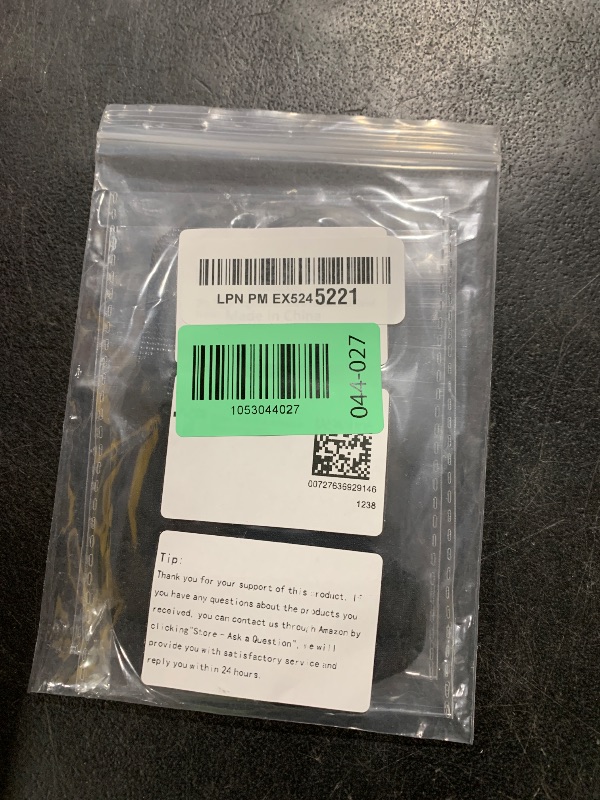 LPN PM EX5245221
Made in China
1053044027
044-027
00727636929146
1238
Tip:
Thank you for your support of this product. If
you have any questions about the products you
received, you can contact us through Amazon by
clicking"Store - Ask a Question", we will
provide you with satisfactory service and
reply you within 24 hours.